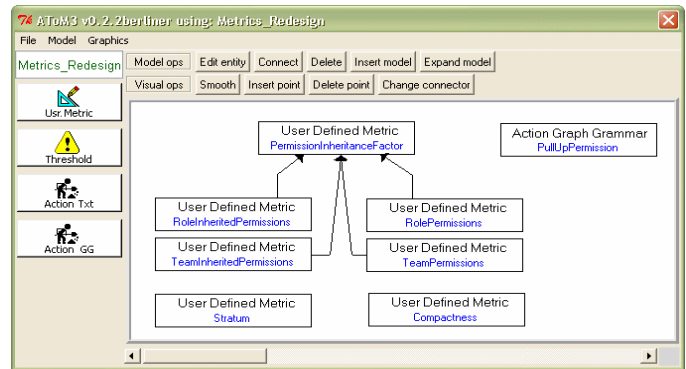 AToM3 v0.2.2berliner using: Metrics_Redesign
File Model Graphics
Metrics_Redesign
Model ops Edit entity Connect Delete Insert model Expand model
Visual ops Smooth Insert point Delete point Change connector
Usr. Metric
Threshold
Action Txt
Action GG
User Defined Metric
PermissionInheritanceFactor
Action Graph Grammar
PullUpPermission
User Defined Metric
RoleInheritedPermissions
User Defined Metric
RolePermissions
User Defined Metric
TeamInheritedPermissions
User Defined Metric
TeamPermissions
User Defined Metric
Stratum
User Defined Metric
Compactness